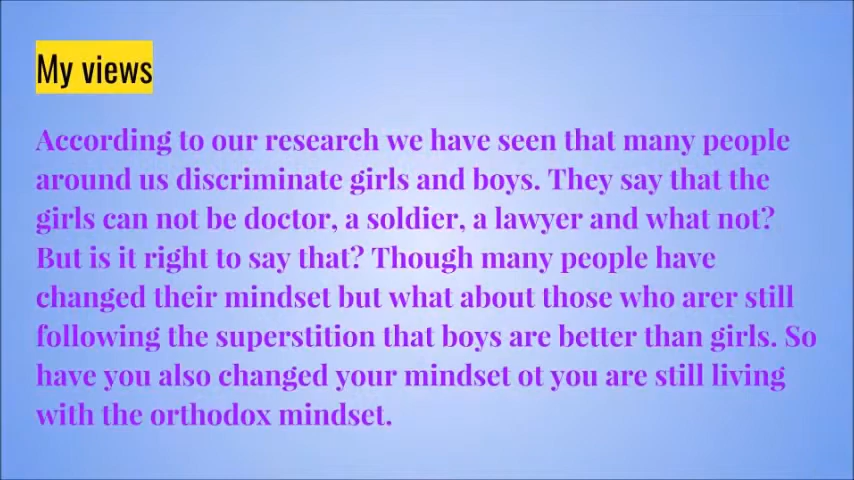 My views
According to our research we have seen that many people
around us discriminate girls and boys. They say that the
girls can not be doctor, a soldier, a lawyer and what not?
But is it right to say that? Though many people have
changed their mindset but what about those who arer still
following the superstition that boys are better than girls. So
have you also changed your mindset ot you are still living
with the orthodox mindset.